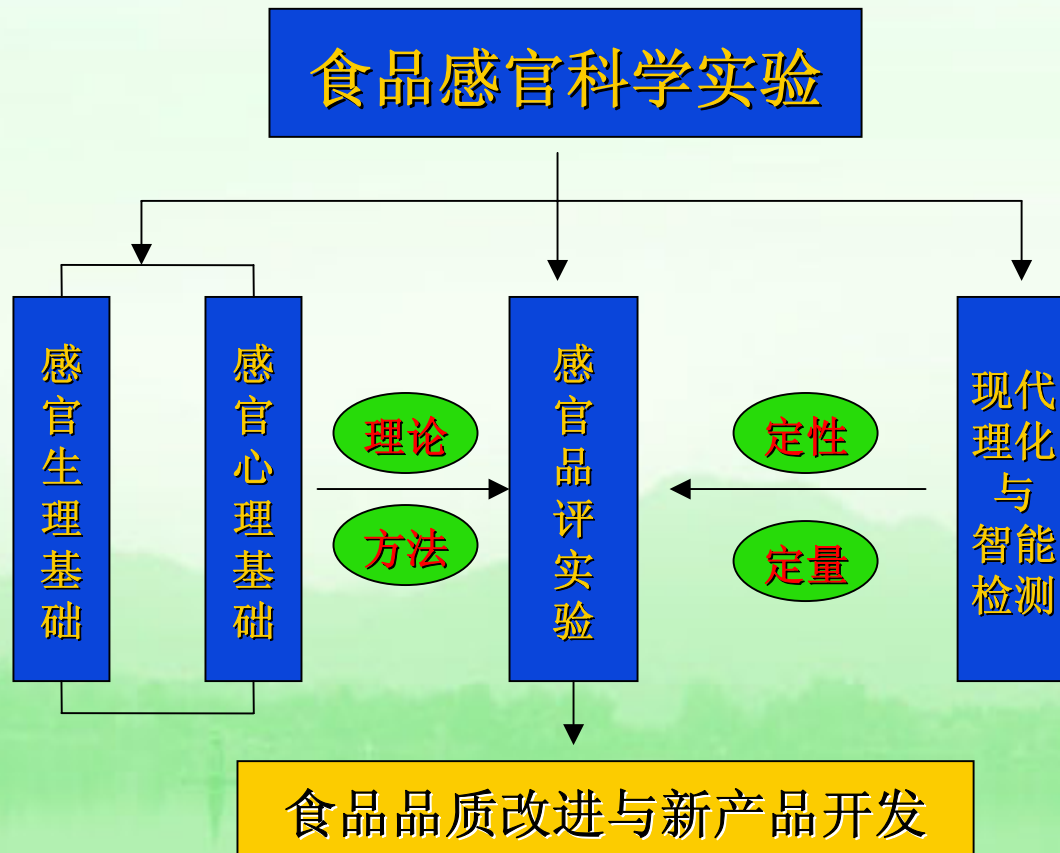 食品感官科学实验
感官生理基础
感官心理基础
理论
方法
感官品评实验
定性
定量
现代
理化
与
智能
检测
食品品质改进与新产品开发